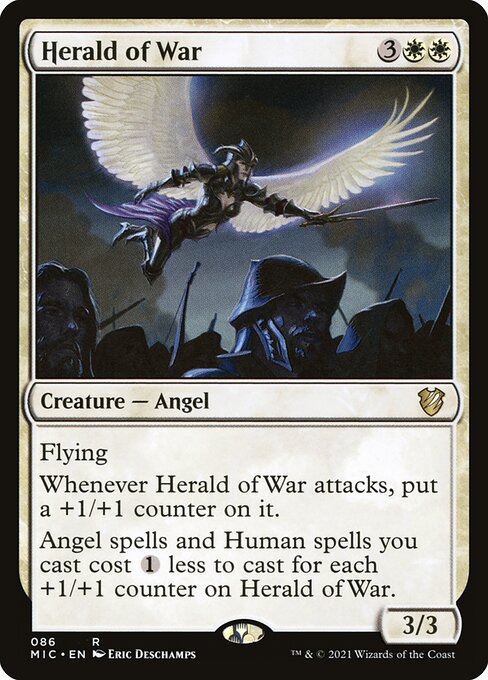 Herald of War 3
Creature — Angel
Flying
Whenever Herald of War attacks, put
a +1/+1 counter on it.
Angel spells and Human spells you
cast cost 1 less to cast for each
+1/+1 counter on Herald of War.
3/3
086 R
MIC • EN Eric Deschamps
™ & © 2021 Wizards of the Coast